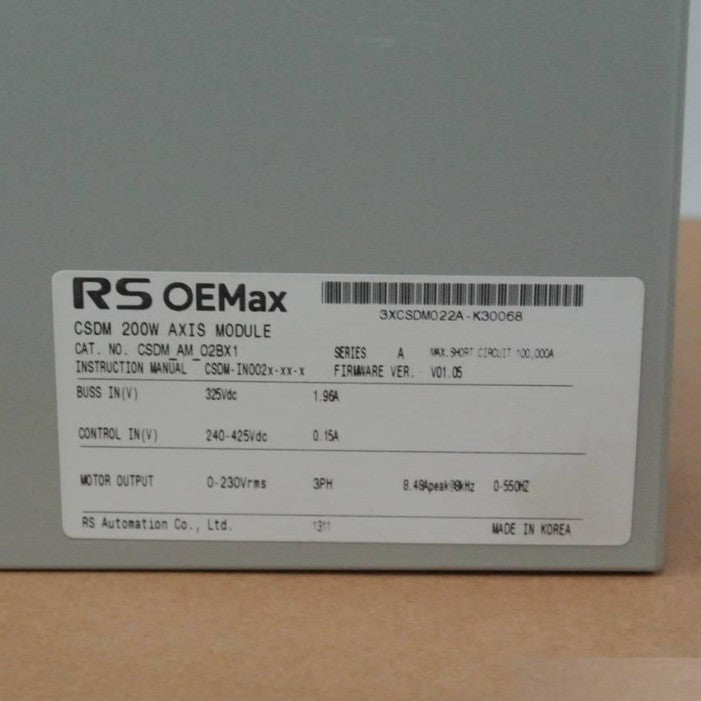 RS OEMax
3XCSDM022A-K30068
CSDM 200W AXIS MODULE
CAT. NO. CSDM_AM_02BX1 SERIES A MAX.SHORT CIRCUIT 100,000A
INSTRUCTION MANUAL CSDM-IN002x-xx-x FIRMWARE VER. V01.05
BUSS IN(V) 325Vdc 1.96A
CONTROL IN(V) 240-425Vdc 0.15A
MOTOR OUTPUT 0-230Vrms 3PH 0-550HZ
RS Automation Co., Ltd. 1311 MADE IN KOREA